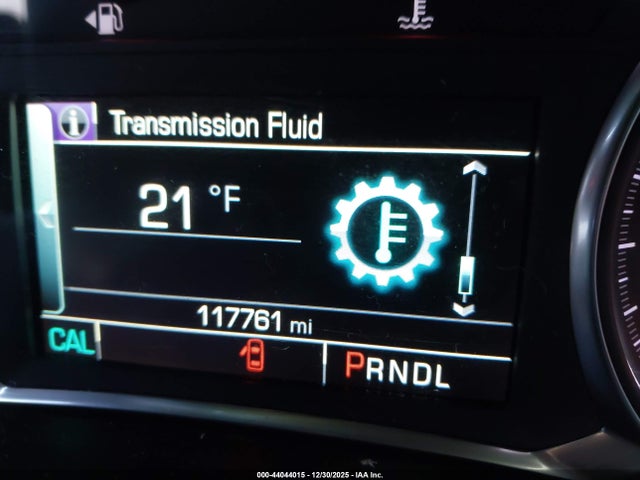 i Transmission Fluid
21 °F
117761 mi
CAL
PRNDL
000-44044015 - 12/30/2025 - IAA Inc.